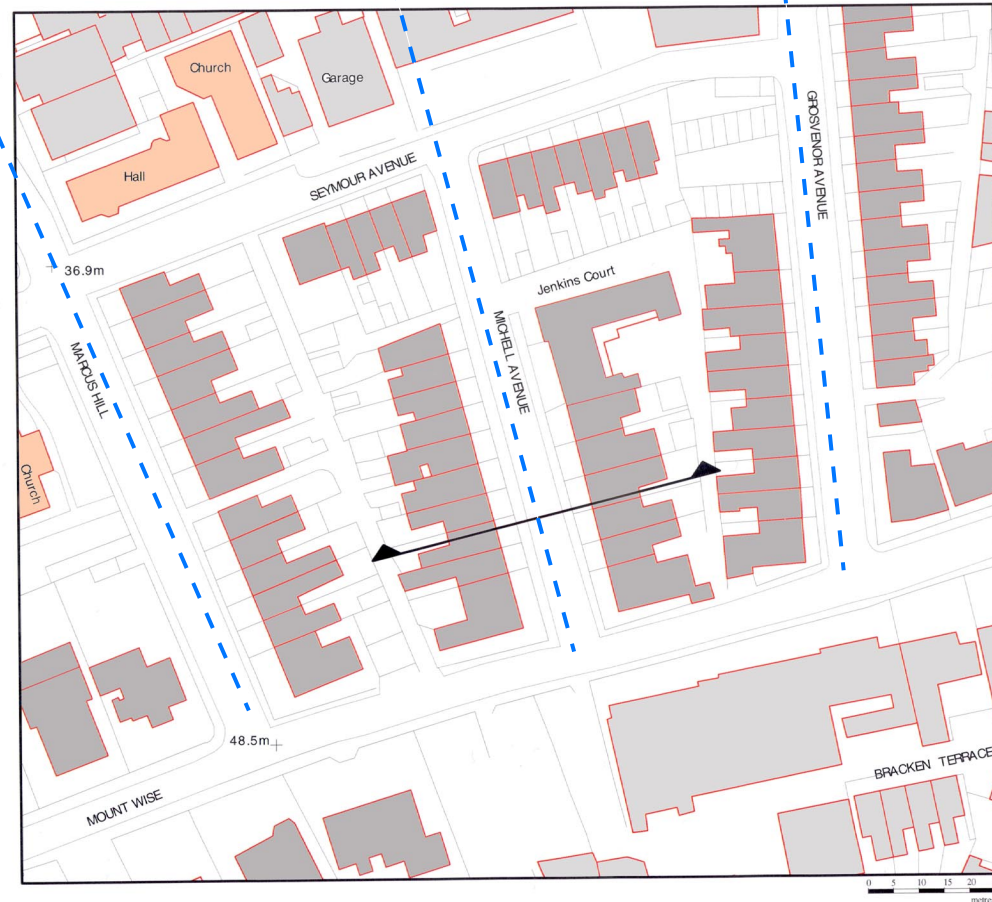 Church
Garage
Hall
SEYMOUR AVENUE
GROSVENOR AVENUE
36.9m
Jenkins Court
MARCUS HILL
MICHELL AVENUE
Church
48.5m
MOUNT WISE
BRACKEN TERRACE
0 5 10 15 20
metre